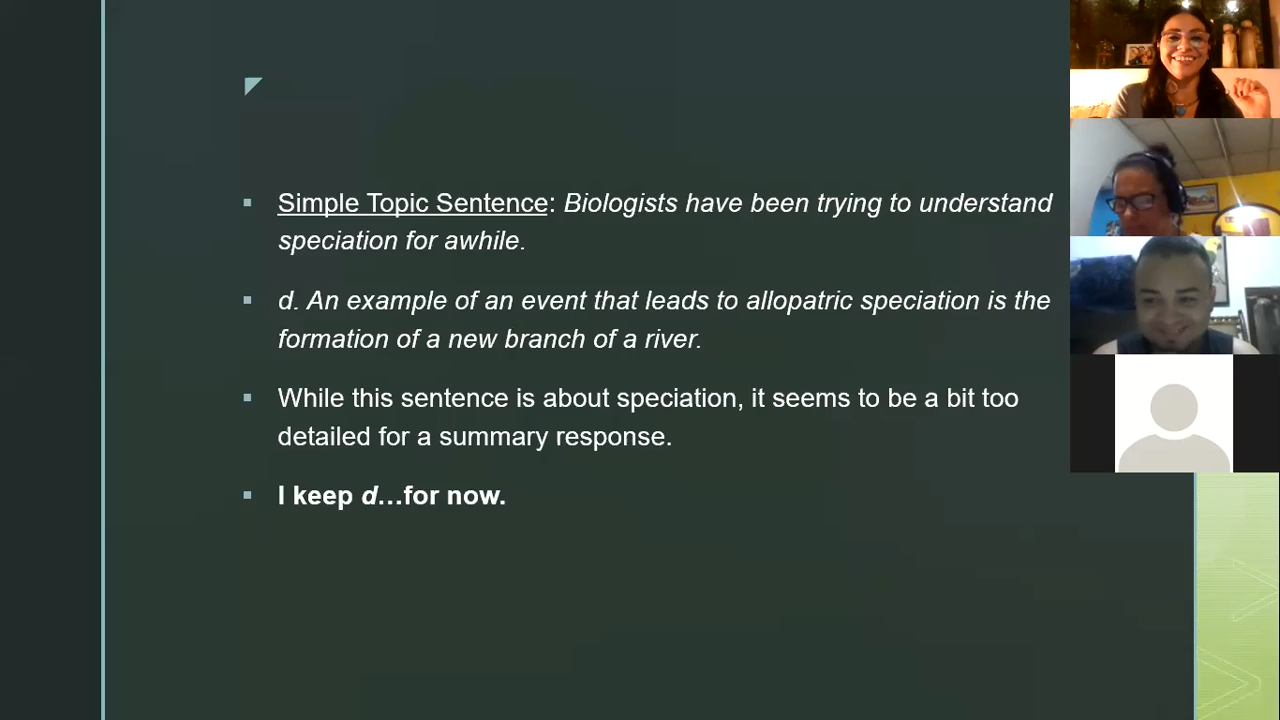 Simple Topic Sentence: Biologists have been trying to understand
speciation for awhile.
d. An example of an event that leads to allopatric speciation is the
formation of a new branch of a river.
While this sentence is about speciation, it seems to be a bit too
detailed for a summary response.
I keep d…for now.